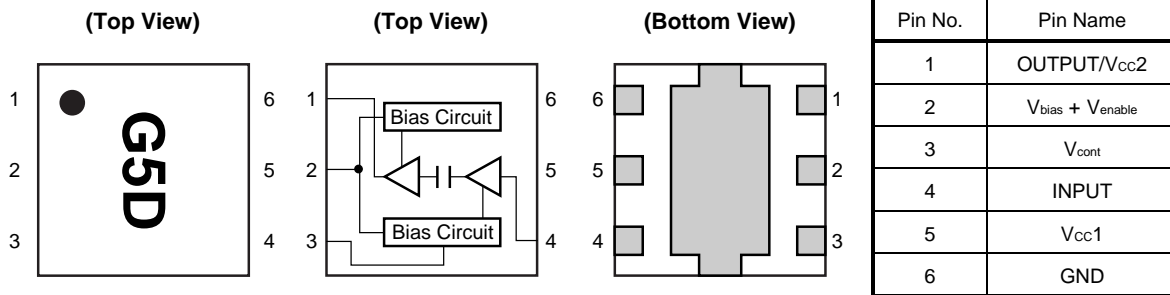 (Top View)
1
2
3
G5D
6
5
4
(Top View)
1
2
3
Bias Circuit
Bias Circuit
6
5
4
(Bottom View)
6
5
4
1
2
3
Pin No. Pin Name
1 OUTPUT/VCC2
2 Vbias + Venable
3 Vcont
4 INPUT
5 VCC1
6 GND